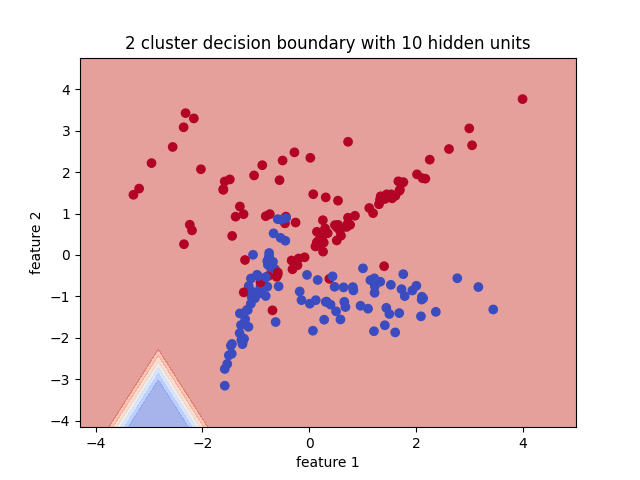 2 cluster decision boundary with 10 hidden units
4
3
2
1
0
−1
−2
−3
−4
feature 2
−4 −2 0 2 4
feature 1